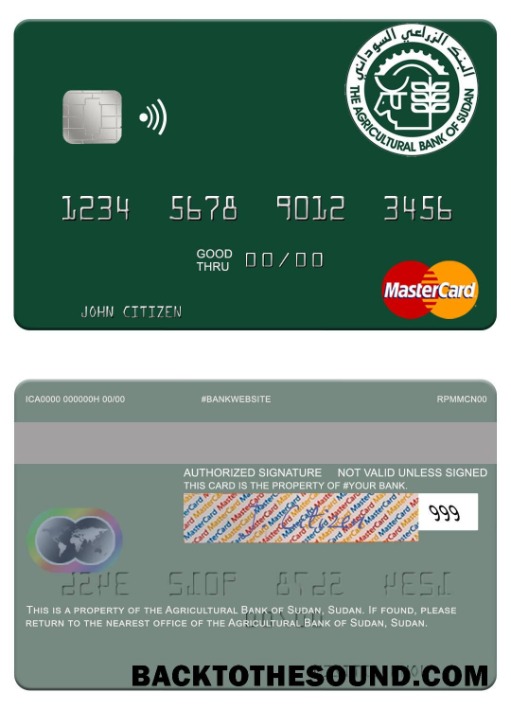 البنك الزراعي السوداني
THE AGRICULTURAL BANK OF SUDAN
1234 5678 9012 3456
GOOD THRU 00/00
MasterCard
JOHN CITIZEN
ICA0000 000000H 00/00 #BANKWEBSITE RPMMCN00
AUTHORIZED SIGNATURE NOT VALID UNLESS SIGNED
THIS CARD IS THE PROPERTY OF #YOUR BANK.
MasterCard
Citizen
999
THIS IS A PROPERTY OF THE AGRICULTURAL BANK OF SUDAN, SUDAN. IF FOUND, PLEASE
RETURN TO THE NEAREST OFFICE OF THE AGRICULTURAL BANK OF SUDAN, SUDAN.
BACKTOTHESOUND.COM